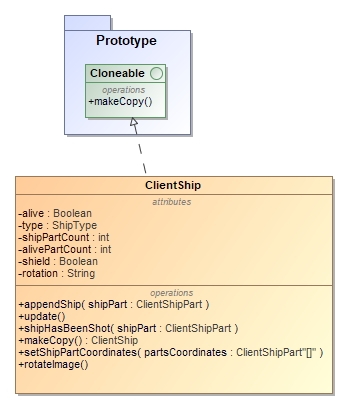 Prototype
Cloneable
operations
+makeCopy()
ClientShip
attributes
-alive : Boolean
-type : ShipType
-shipPartCount : int
-alivePartCount : int
-shield : Boolean
-rotation : String
operations
+appendShip( shipPart : ClientShipPart )
+update()
+shipHasBeenShot( shipPart : ClientShipPart )
+makeCopy() : ClientShip
+setShipPartCoordinates( partsCoordinates : ClientShipPart"[]" )
+rotateImage()